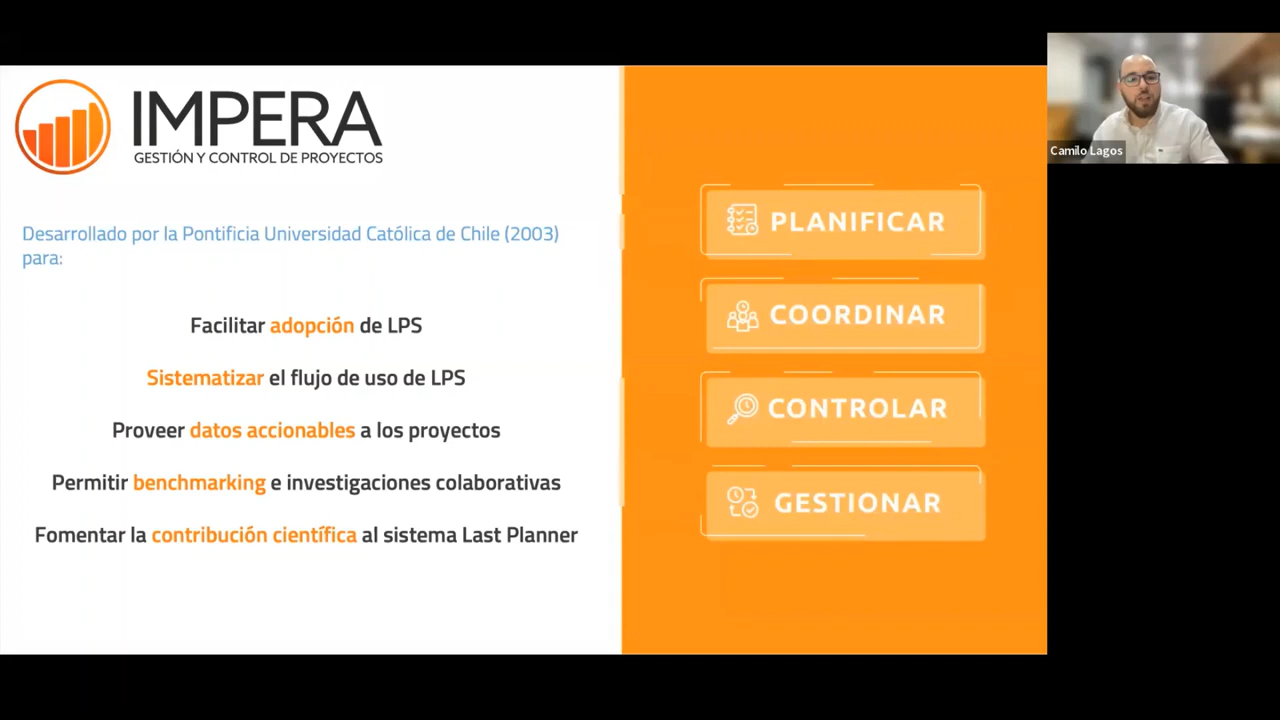 IMPERA
GESTIÓN Y CONTROL DE PROYECTOS
Desarrollado por la Pontificia Universidad Católica de Chile (2003)
para:
Facilitar adopción de LPS
Sistematizar el flujo de uso de LPS
Proveer datos accionables a los proyectos
Permitir benchmarking e investigaciones colaborativas
Fomentar la contribución científica al sistema Last Planner
PLANIFICAR
COORDINAR
CONTROLAR
GESTIONAR
Camilo Lagos